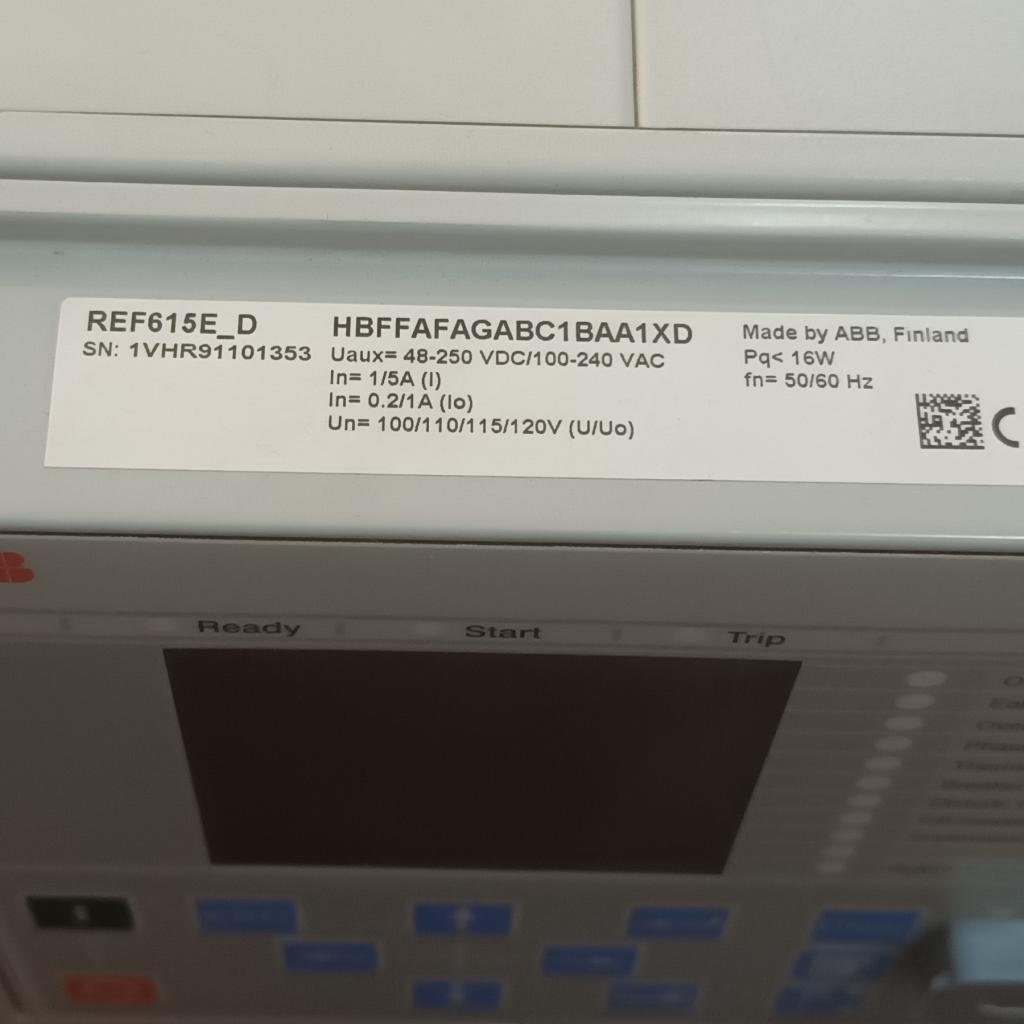 REF615E_D
SN: 1VHR91101353
HBFFAFAGABC1BAA1XD
Uaux= 48-250 VDC/100-240 VAC
In= 1/5A (I)
In= 0.2/1A (Io)
Un= 100/110/115/120V (U/Uo)
Made by ABB, Finland
Pq< 16W
fn= 50/60 Hz
Ready
Start
Trip